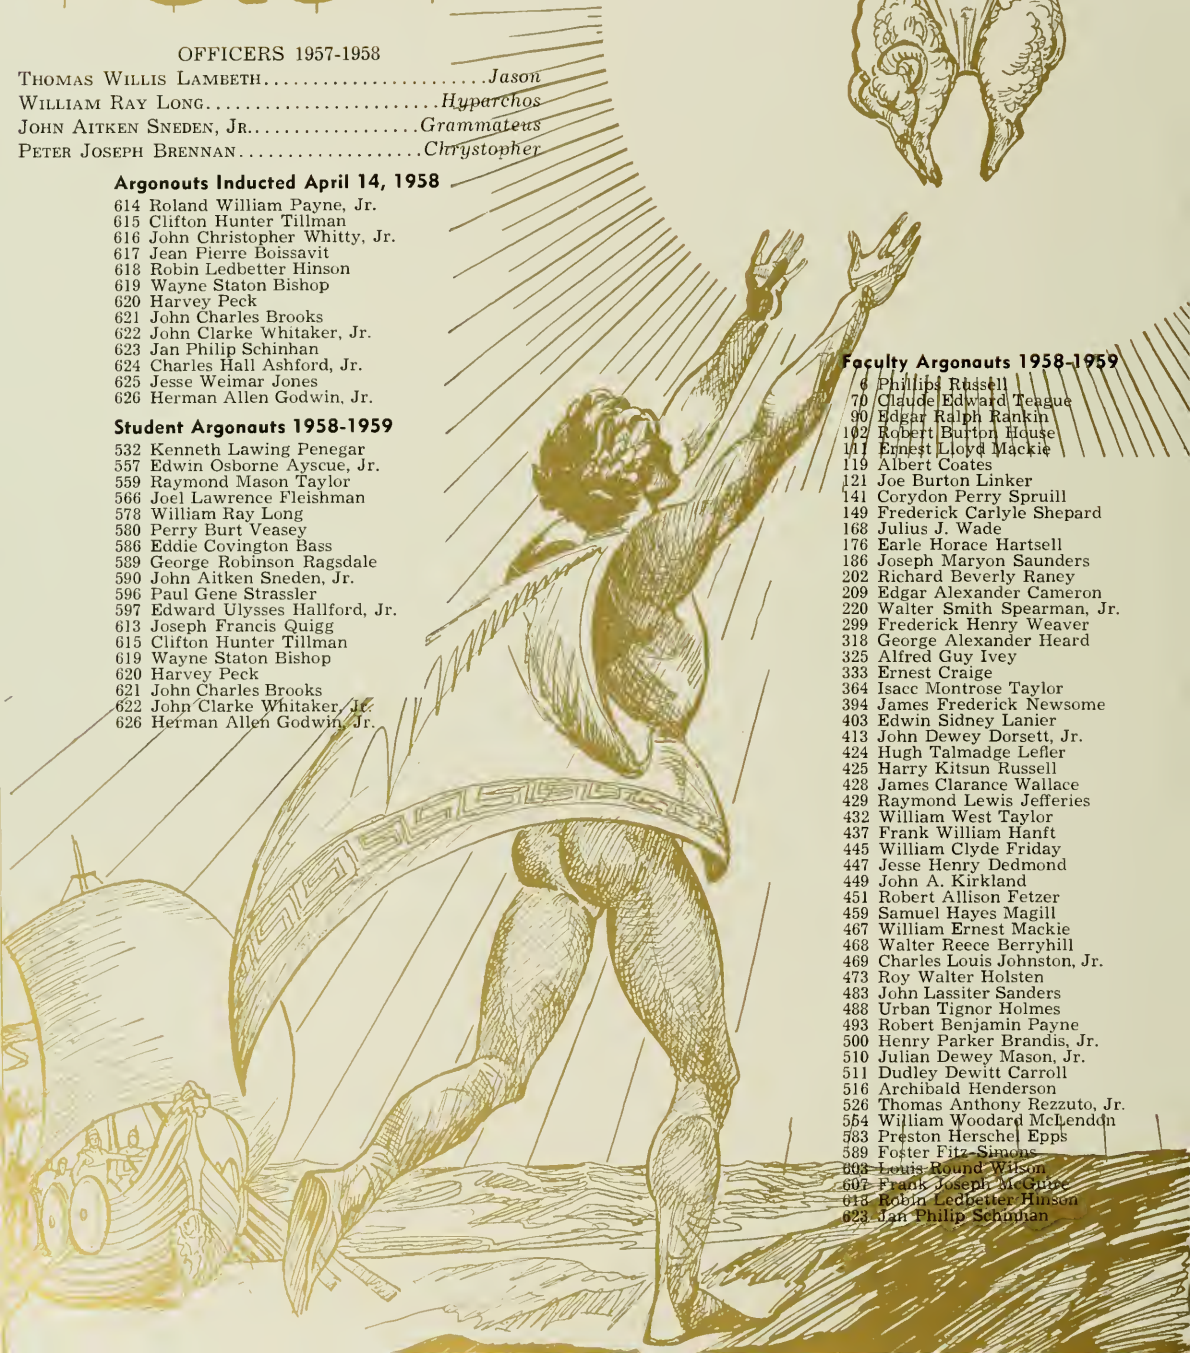 OFFICERS 1957-1958
THOMAS WILLIS LAMBETH.......................Jason
WILLIAM RAY LONG........................Hyparchos
JOHN AITKEN SNEDEN, JR.................Grammateus
PETER JOSEPH BRENNAN...................Chrystopher
Argonouts Inducted April 14, 1958
614 Roland William Payne, Jr.
615 Clifton Hunter Tillman
616 John Christopher Whitty, Jr.
617 Jean Pierre Boissavit
618 Robin Ledbetter Hinson
619 Wayne Staton Bishop
620 Harvey Peck
621 John Charles Brooks
622 John Clarke Whitaker, Jr.
623 Jan Philip Schinhan
624 Charles Hall Ashford, Jr.
625 Jesse Weimar Jones
626 Herman Allen Godwin, Jr.
Student Argonauts 1958-1959
532 Kenneth Lawing Penegar
557 Edwin Osborne Ayscue, Jr.
559 Raymond Mason Taylor
566 Joel Lawrence Fleishman
578 William Ray Long
580 Perry Burt Veasey
586 Eddie Covington Bass
589 George Robinson Ragsdale
590 John Aitken Sneden, Jr.
596 Paul Gene Strassler
597 Edward Ulysses Hallford, Jr.
613 Joseph Francis Quigg
615 Clifton Hunter Tillman
619 Wayne Staton Bishop
620 Harvey Peck
621 John Charles Brooks
622 John Clarke Whitaker, Jr.
626 Herman Allen Godwin, Jr.
Faculty Argonauts 1958-1959
6 Phillips Russell
70 Claude Edward Teague
90 Edgar Ralph Rankin
102 Robert Burton House
111 Ernest Lloyd Mackie
119 Albert Coates
121 Joe Burton Linker
141 Corydon Perry Spruill
149 Frederick Carlyle Shepard
168 Julius J. Wade
176 Earle Horace Hartsell
186 Joseph Maryon Saunders
202 Richard Beverly Raney
209 Edgar Alexander Cameron
220 Walter Smith Spearman, Jr.
299 Frederick Henry Weaver
318 George Alexander Heard
325 Alfred Guy Ivey
333 Ernest Craige
364 Isacc Montrose Taylor
394 James Frederick Newsome
403 Edwin Sidney Lanier
413 John Dewey Dorsett, Jr.
424 Hugh Talmadge Lefler
425 Harry Kitsun Russell
428 James Clarance Wallace
429 Raymond Lewis Jefferies
432 William West Taylor
437 Frank William Hanft
445 William Clyde Friday
447 Jesse Henry Dedmond
449 John A. Kirkland
451 Robert Allison Fetzer
459 Samuel Hayes Magill
467 William Ernest Mackie
468 Walter Reece Berryhill
469 Charles Louis Johnston, Jr.
473 Roy Walter Holsten
483 John Lassiter Sanders
488 Urban Tignor Holmes
493 Robert Benjamin Payne
500 Henry Parker Brandis, Jr.
510 Julian Dewey Mason, Jr.
511 Dudley Dewitt Carroll
516 Archibald Henderson
526 Thomas Anthony Rezzuto, Jr.
554 William Woodard McLendon
583 Preston Herschel Epps
589 Foster Fitz-Simons
603 Louis Round Wilson
607 Frank Joseph McGuire
618 Robin Ledbetter Hinson
623 Jan Philip Schinhan